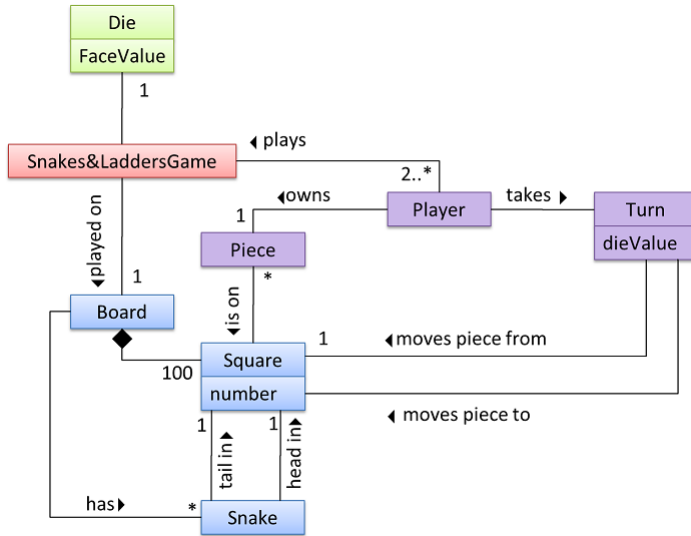 Die
FaceValue
1
Snakes&LaddersGame
plays
2..*
owns
Player
takes
Turn
dieValue
1
Piece
*
played on
1
Board
is on
100
Square
number
1
moves piece from
moves piece to
1
tail in
1
head in
has
*
Snake